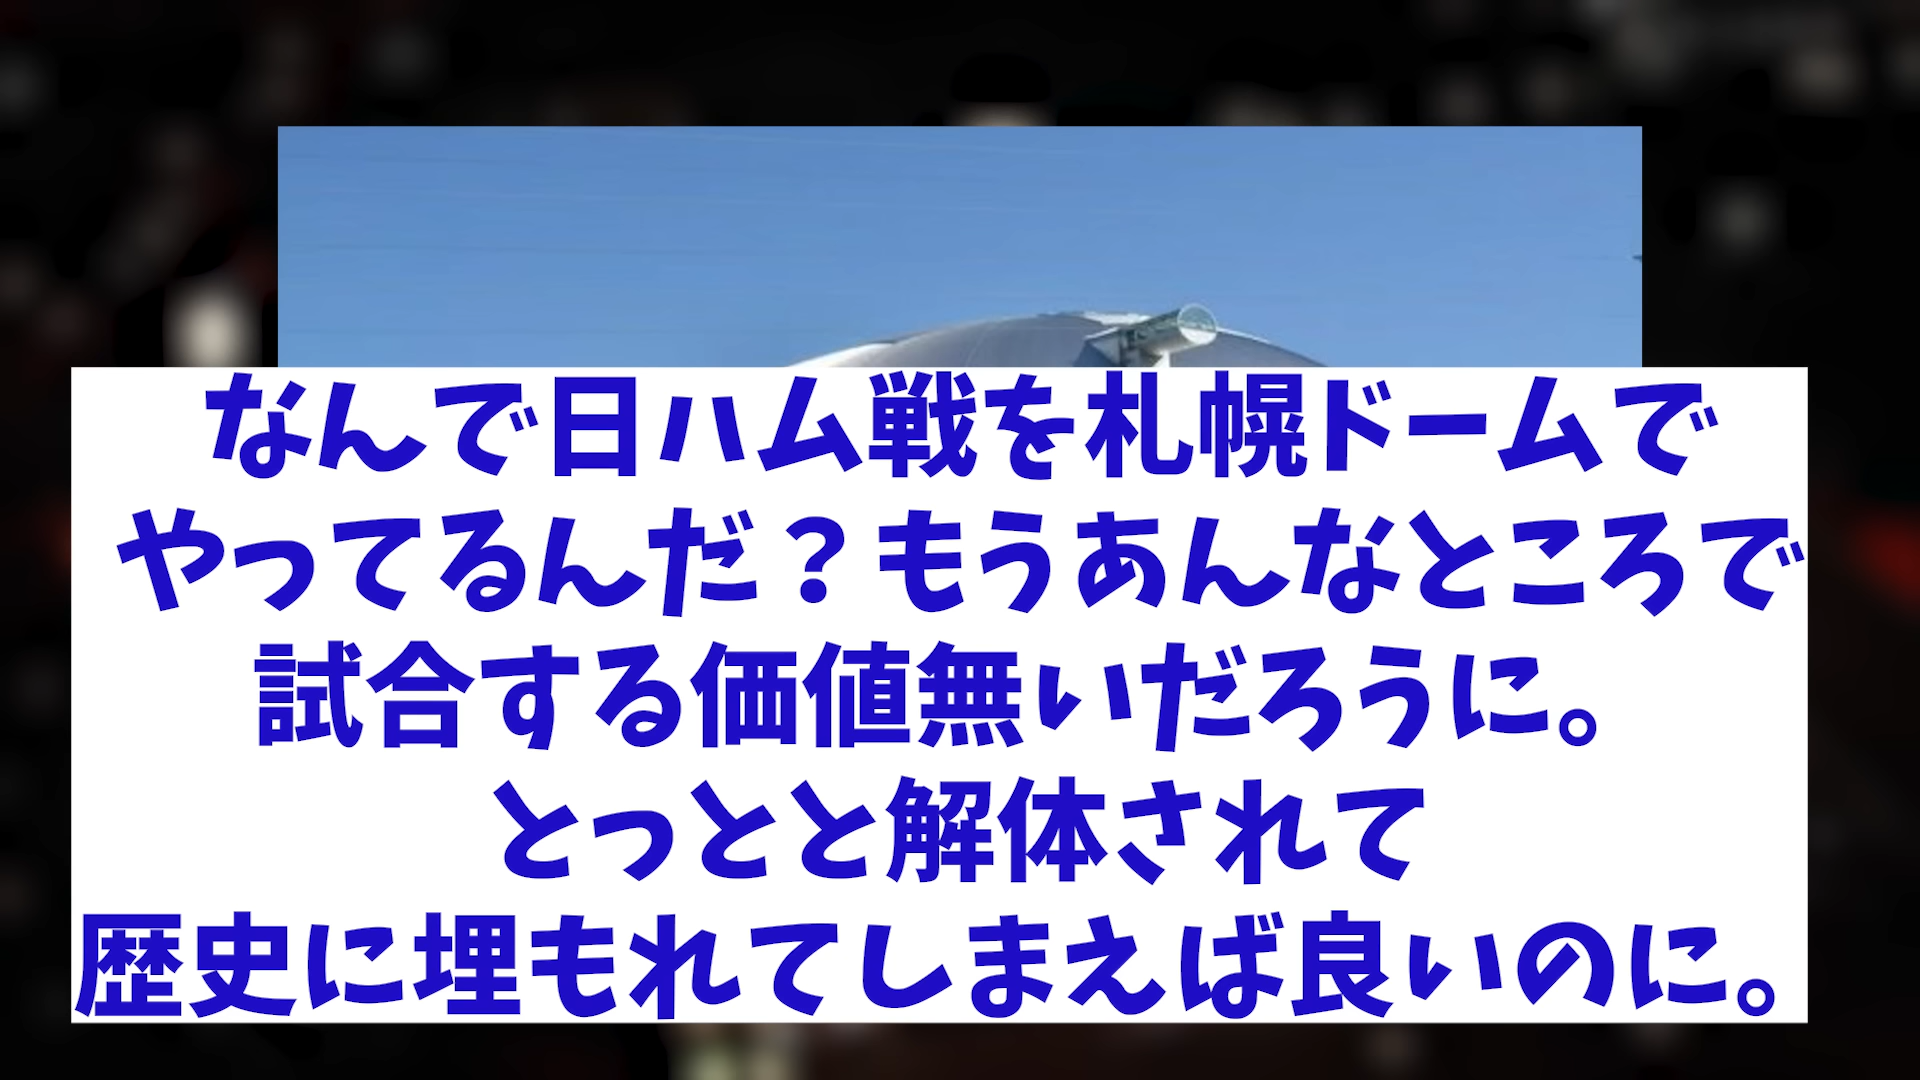 なんで日ハム戦を札幌ドームで
やってるんだ？もうあんなところで
試合する価値無いだろうに。
とっとと解体されて
歴史に埋もれてしまえば良いのに。